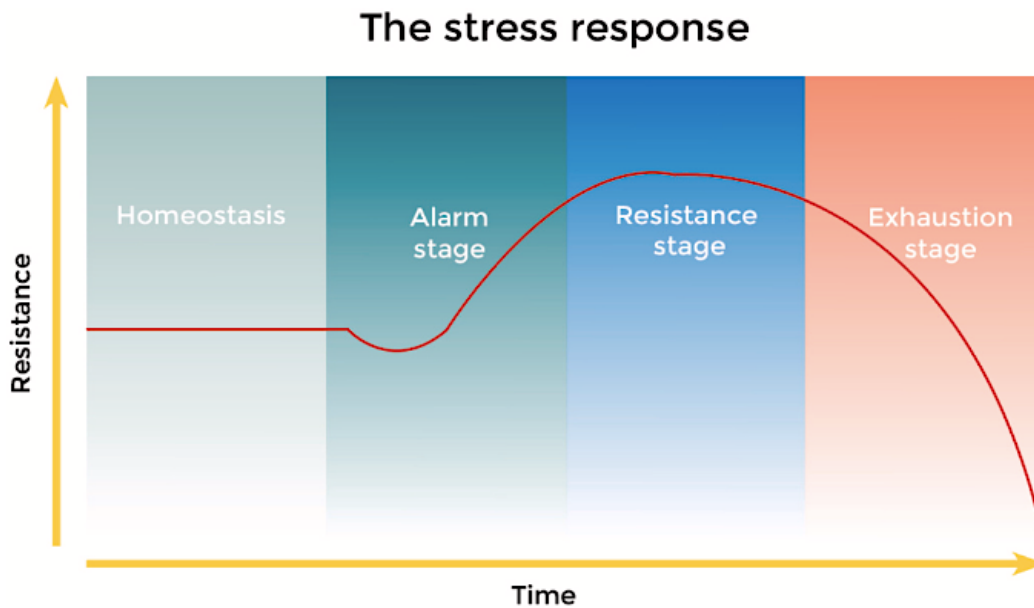 The stress response
Homeostasis
Alarm
stage
Resistance
stage
Exhaustion
stage
Resistance
Time